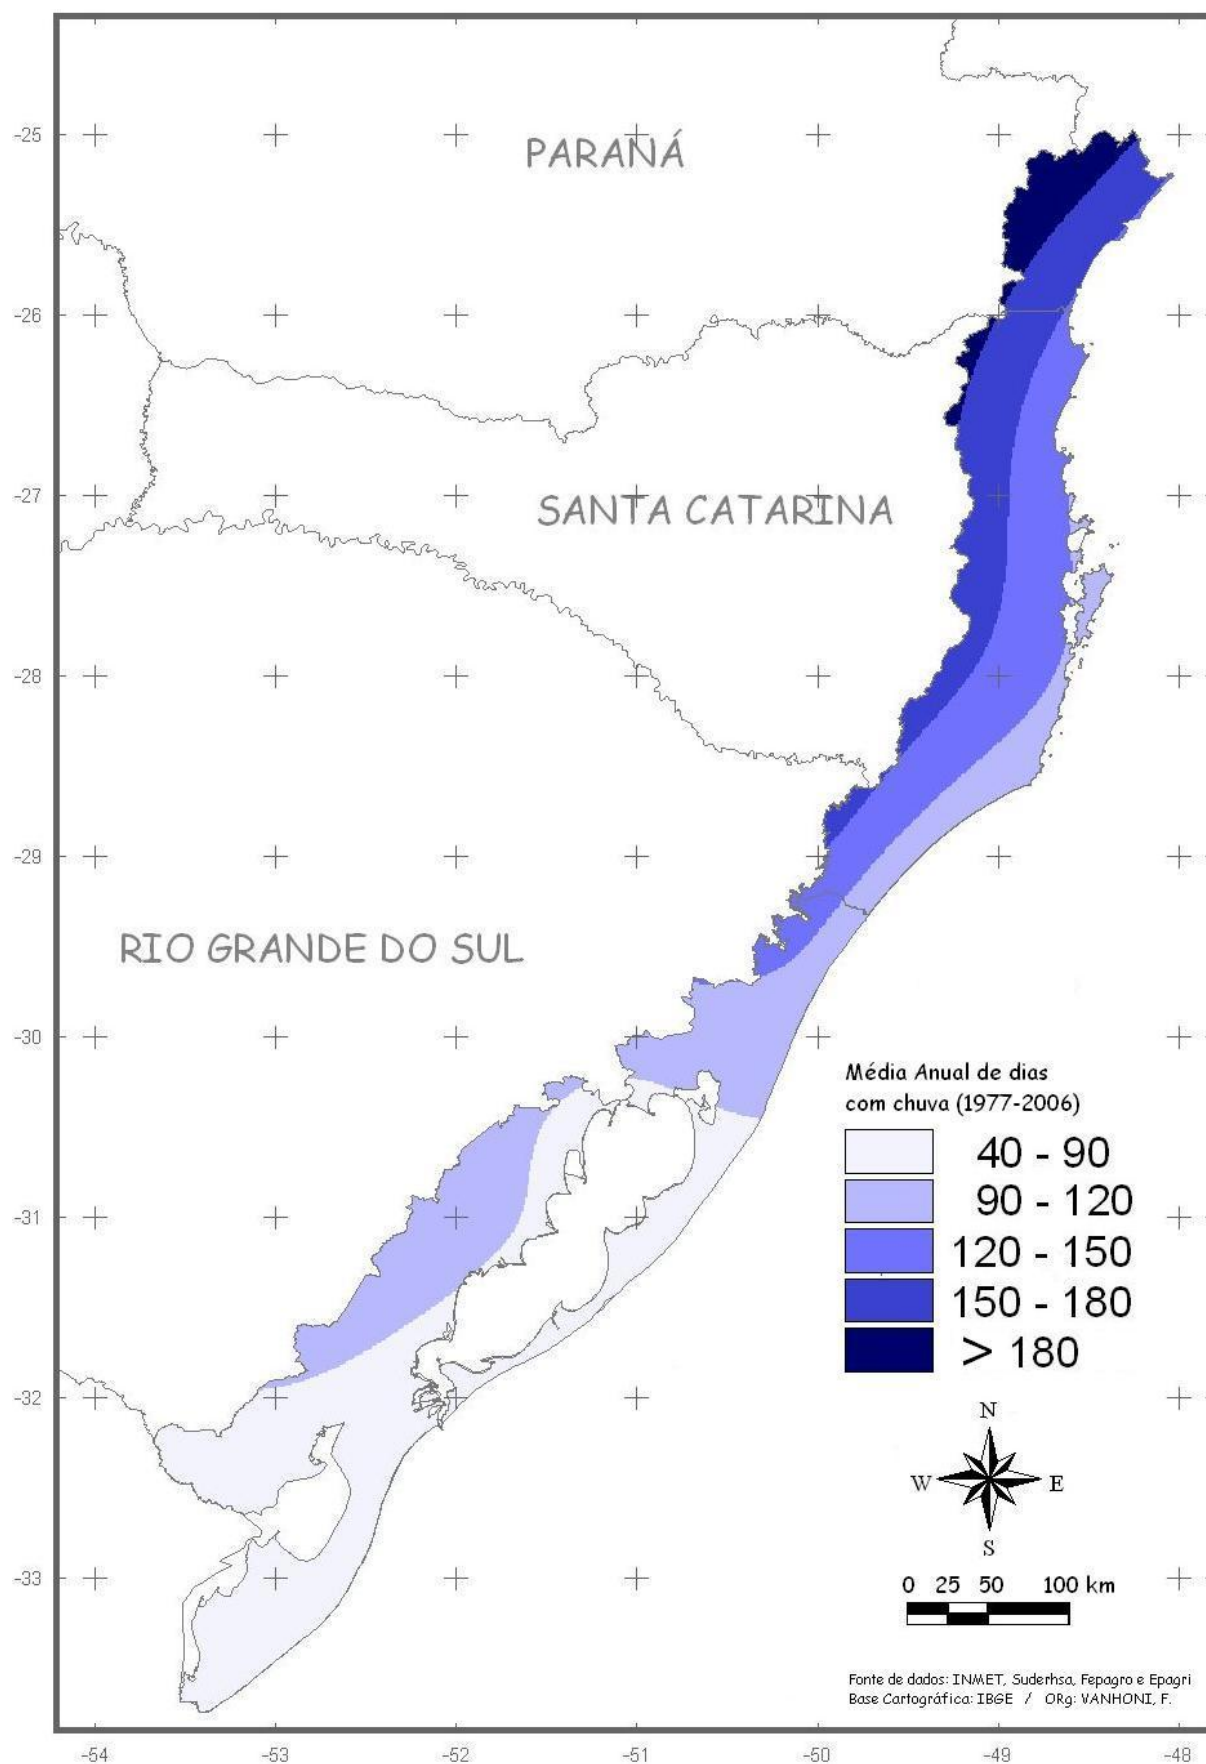 -25
PARANÁ
-26
-27
SANTA CATARINA
-28
-29
RIO GRANDE DO SUL
-30
Média Anual de dias
com chuva (1977-2006)
40 - 90
90 - 120
-31
120 - 150
150 - 180
> 180
-32
N
W E
S
-33
0 25 50 100 km
Fonte de dados: INMET, Suderhsa, Fepagro e Epagri
Base Cartográfica: IBGE / ORg: VANHONI, F.
-54 -53 -52 -51 -50 -49 -48